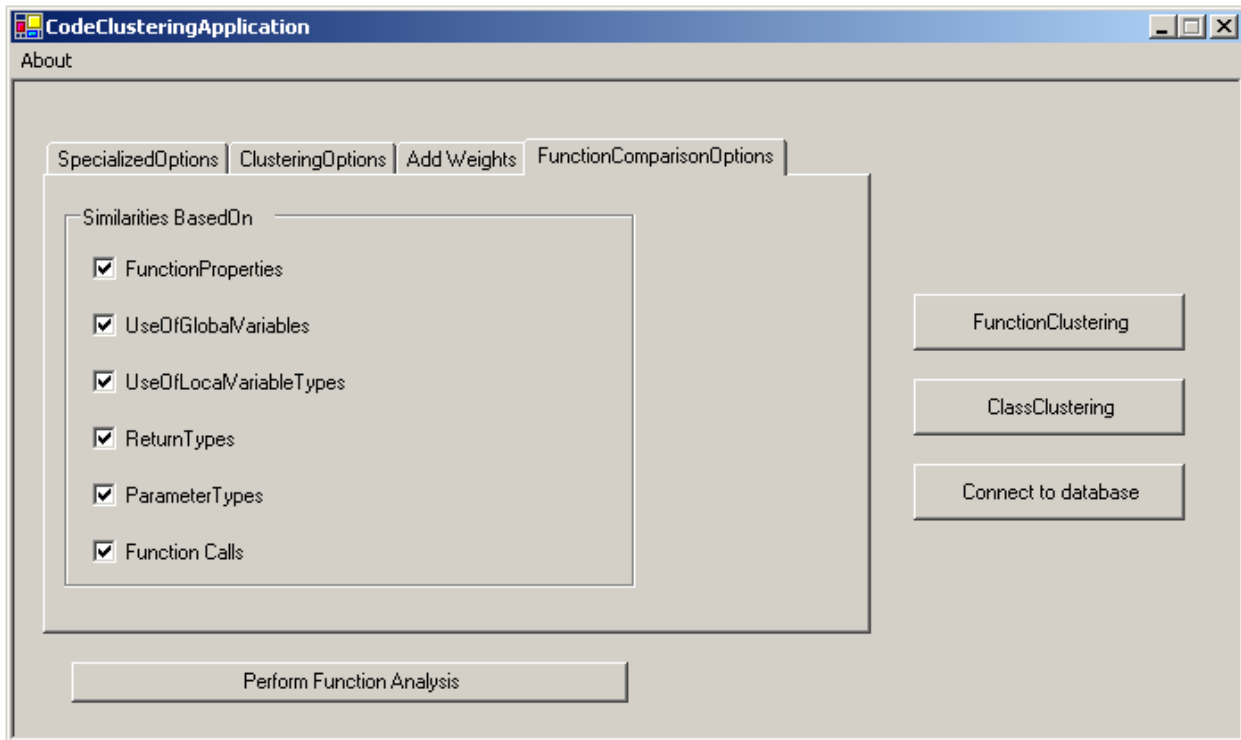 CodeClusteringApplication
About
SpecializedOptions
ClusteringOptions
Add Weights
FunctionComparisonOptions
Similarities BasedOn
FunctionProperties
UseOfGlobalVariables
UseOfLocalVariableTypes
ReturnTypes
ParameterTypes
Function Calls
FunctionClustering
ClassClustering
Connect to database
Perform Function Analysis